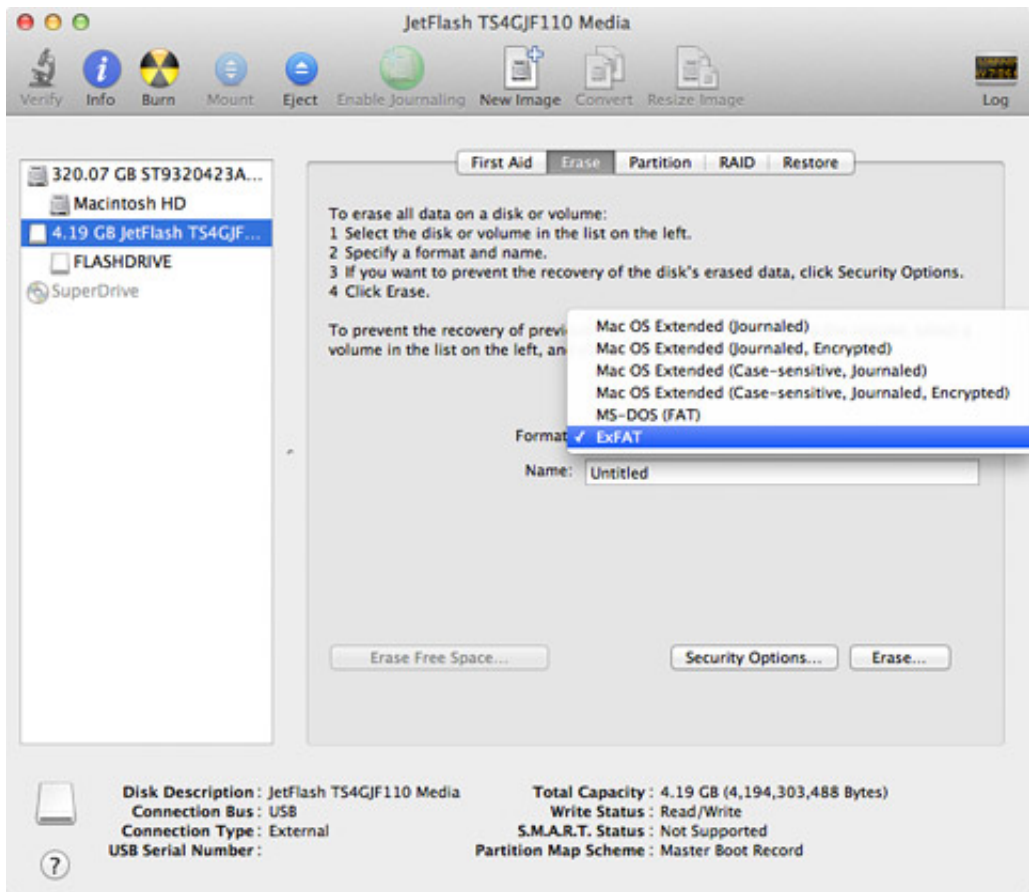 JetFlash TS4GJF110 Media
Verify Info Burn Mount Eject Enable Journaling New Image Convert Resize Image Log
320.07 GB ST9320423A...
Macintosh HD
4.19 GB JetFlash TS4GJF...
FLASHDRIVE
SuperDrive
First Aid Erase Partition RAID Restore
To erase all data on a disk or volume:
1 Select the disk or volume in the list on the left.
2 Specify a format and name.
3 If you want to prevent the recovery of the disk's erased data, click Security Options.
4 Click Erase.
To prevent the recovery of previ
volume in the list on the left, an
Mac OS Extended (Journaled)
Mac OS Extended (Journaled, Encrypted)
Mac OS Extended (Case-sensitive, Journaled)
Mac OS Extended (Case-sensitive, Journaled, Encrypted)
MS-DOS (FAT)
Format ✓ ExFAT
Name: Untitled
Erase Free Space... Security Options... Erase...
Disk Description : JetFlash TS4GJF110 Media
Connection Bus : USB
Connection Type : External
USB Serial Number :
Total Capacity : 4.19 GB (4,194,303,488 Bytes)
Write Status : Read/Write
S.M.A.R.T. Status : Not Supported
Partition Map Scheme : Master Boot Record
?